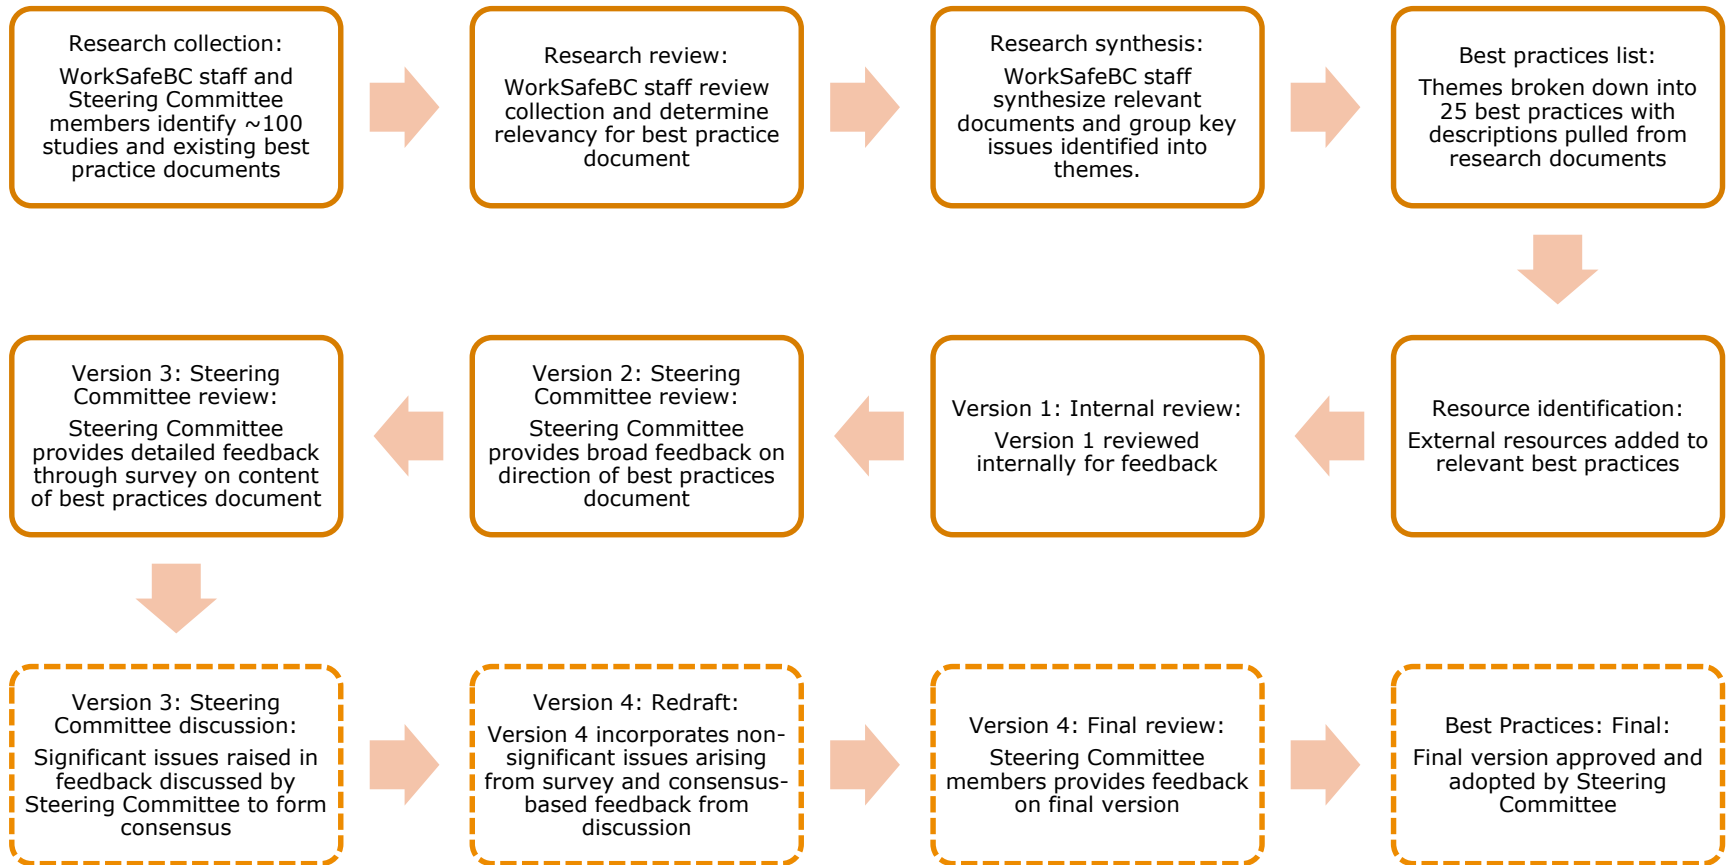 Research collection:
WorkSafeBC staff and
Steering Committee
members identify ~100
studies and existing best
practice documents
Research review:
WorkSafeBC staff review
collection and determine
relevancy for best practice
document
Research synthesis:
WorkSafeBC staff
synthesize relevant
documents and group key
issues identified into
themes.
Best practices list:
Themes broken down into
25 best practices with
descriptions pulled from
research documents
Resource identification:
External resources added to
relevant best practices
Version 1: Internal review:
Version 1 reviewed
internally for feedback
Version 2: Steering
Committee review:
Steering Committee
provides broad feedback on
direction of best practices
document
Version 3: Steering
Committee review:
Steering Committee
provides detailed feedback
through survey on content
of best practices document
Version 3: Steering
Committee discussion:
Significant issues raised in
feedback discussed by
Steering Committee to form
consensus
Version 4: Redraft:
Version 4 incorporates non-
significant issues arising
from survey and consensus-
based feedback from
discussion
Version 4: Final review:
Steering Committee
members provides feedback
on final version
Best Practices: Final:
Final version approved and
adopted by Steering
Committee